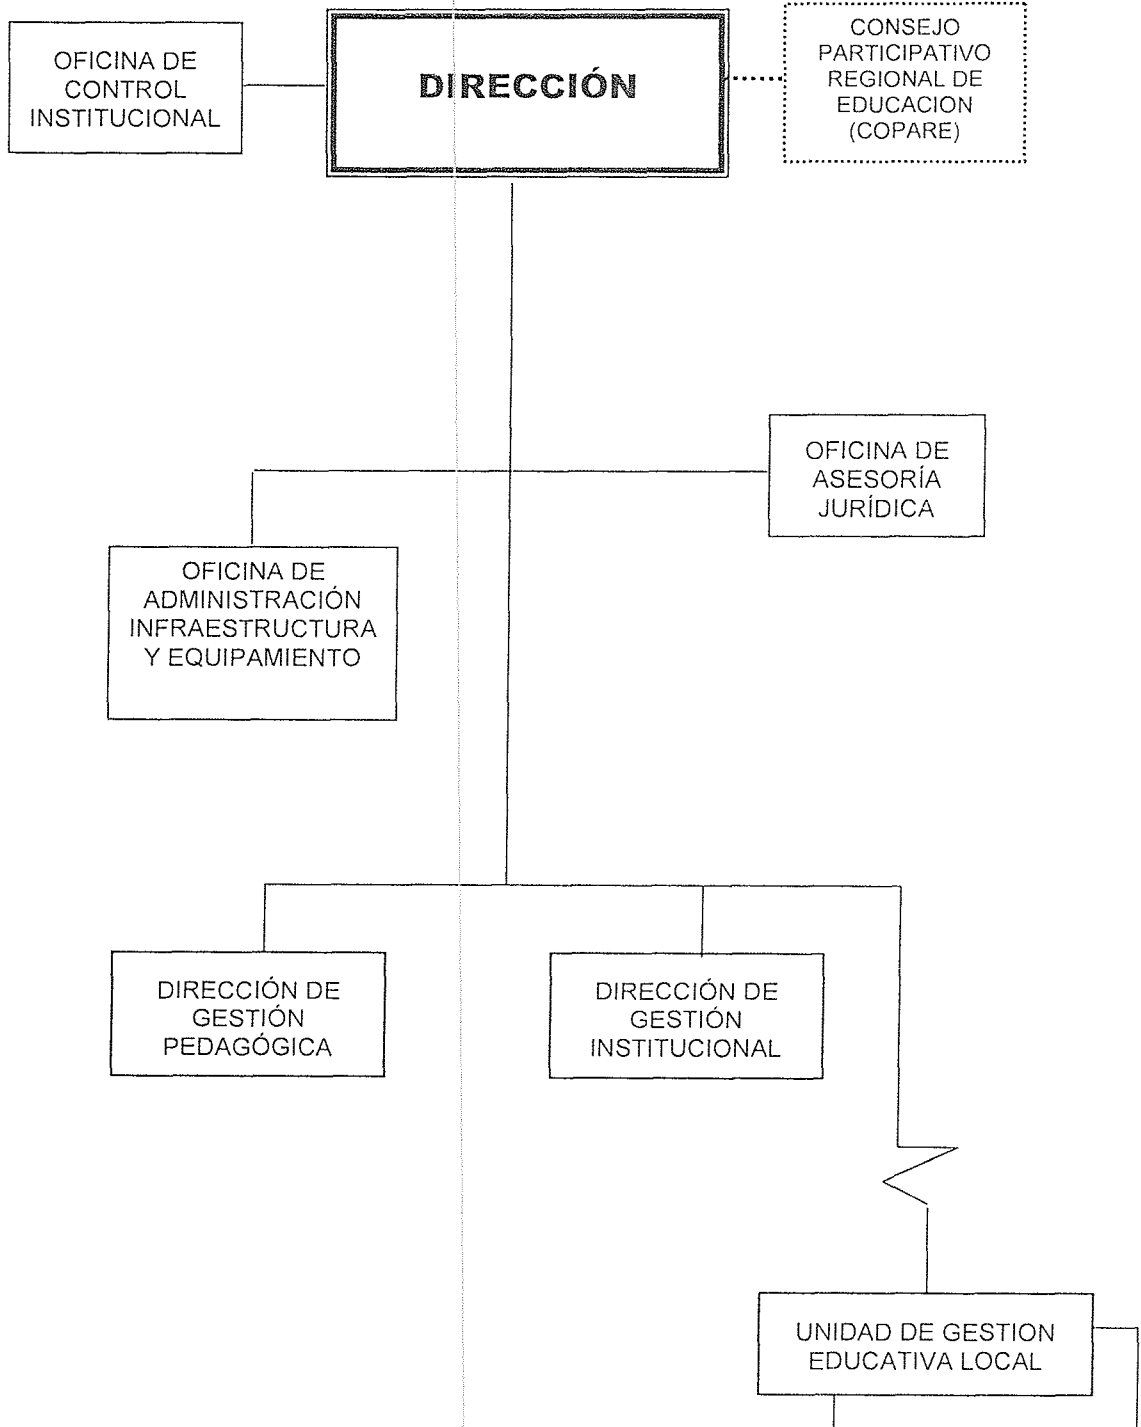 OFICINA DE
CONTROL
INSTITUCIONAL
DIRECCIÓN
CONSEJO
PARTICIPATIVO
REGIONAL DE
EDUCACION
(COPARE)
OFICINA DE
ASESORÍA
JURÍDICA
OFICINA DE
ADMINISTRACIÓN
INFRAESTRUCTURA
Y EQUIPAMIENTO
DIRECCIÓN DE
GESTIÓN
PEDAGÓGICA
DIRECCIÓN DE
GESTIÓN
INSTITUCIONAL
UNIDAD DE GESTION
EDUCATIVA LOCAL